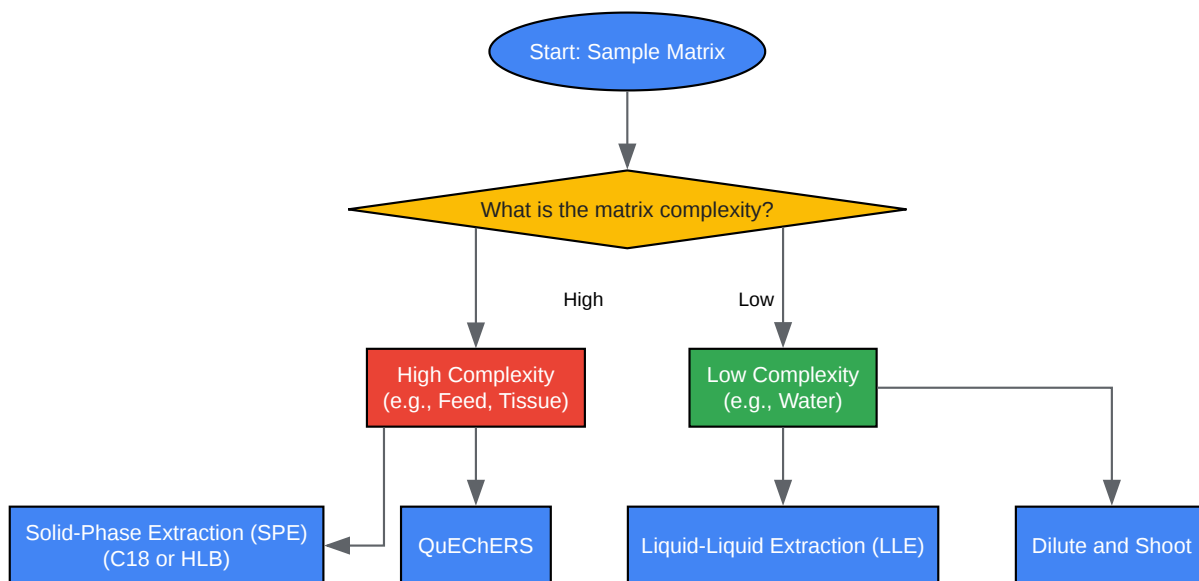 Start: Sample Matrix
What is the matrix complexity?
High
Low
High Complexity
(e.g., Feed, Tissue)
Low Complexity
(e.g., Water)
Solid-Phase Extraction (SPE)
(C18 or HLB)
QuEChERS
Liquid-Liquid Extraction (LLE)
Dilute and Shoot